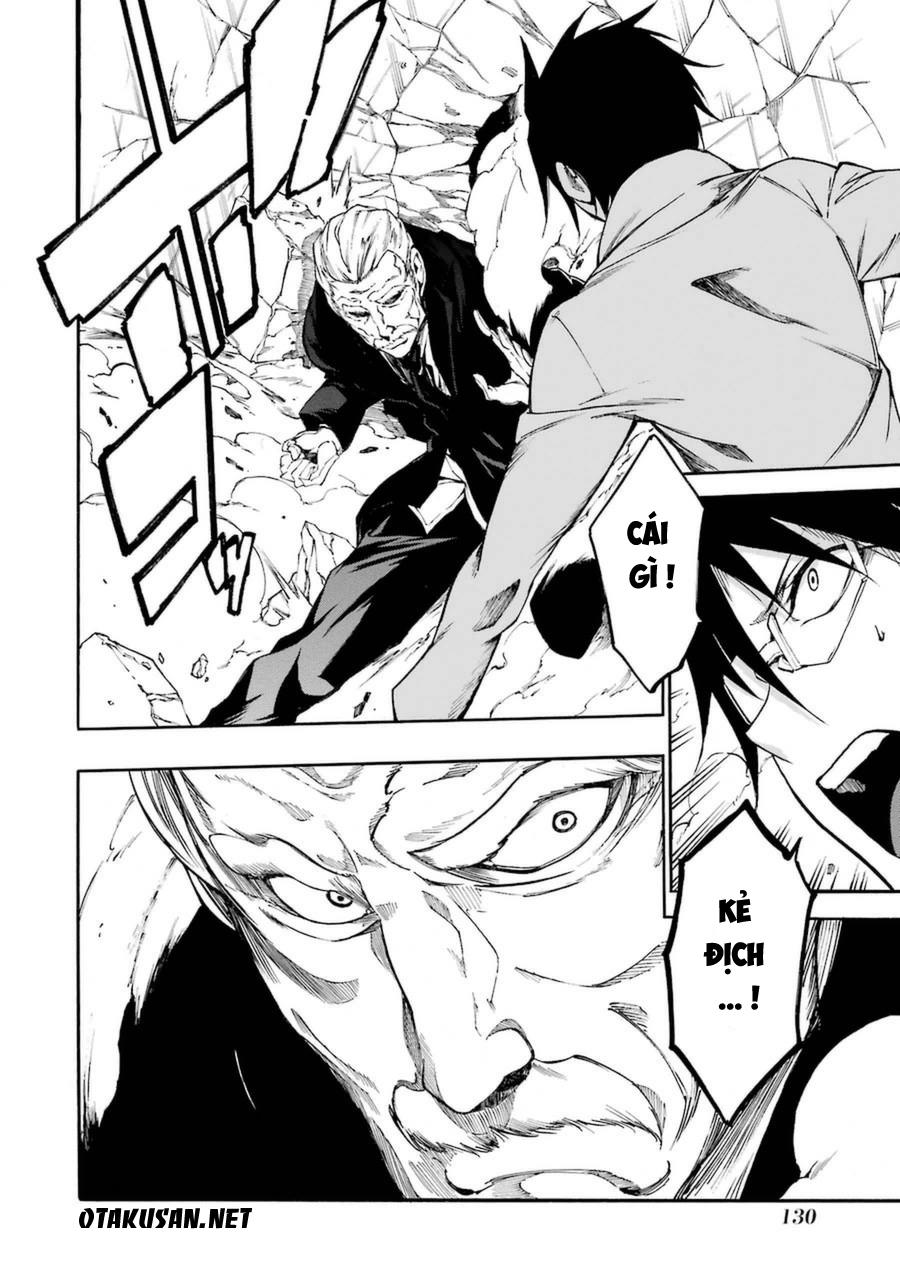 CÁI
GÌ !
KẺ
ĐỊCH
... !
OTAKUSAN.NET
130